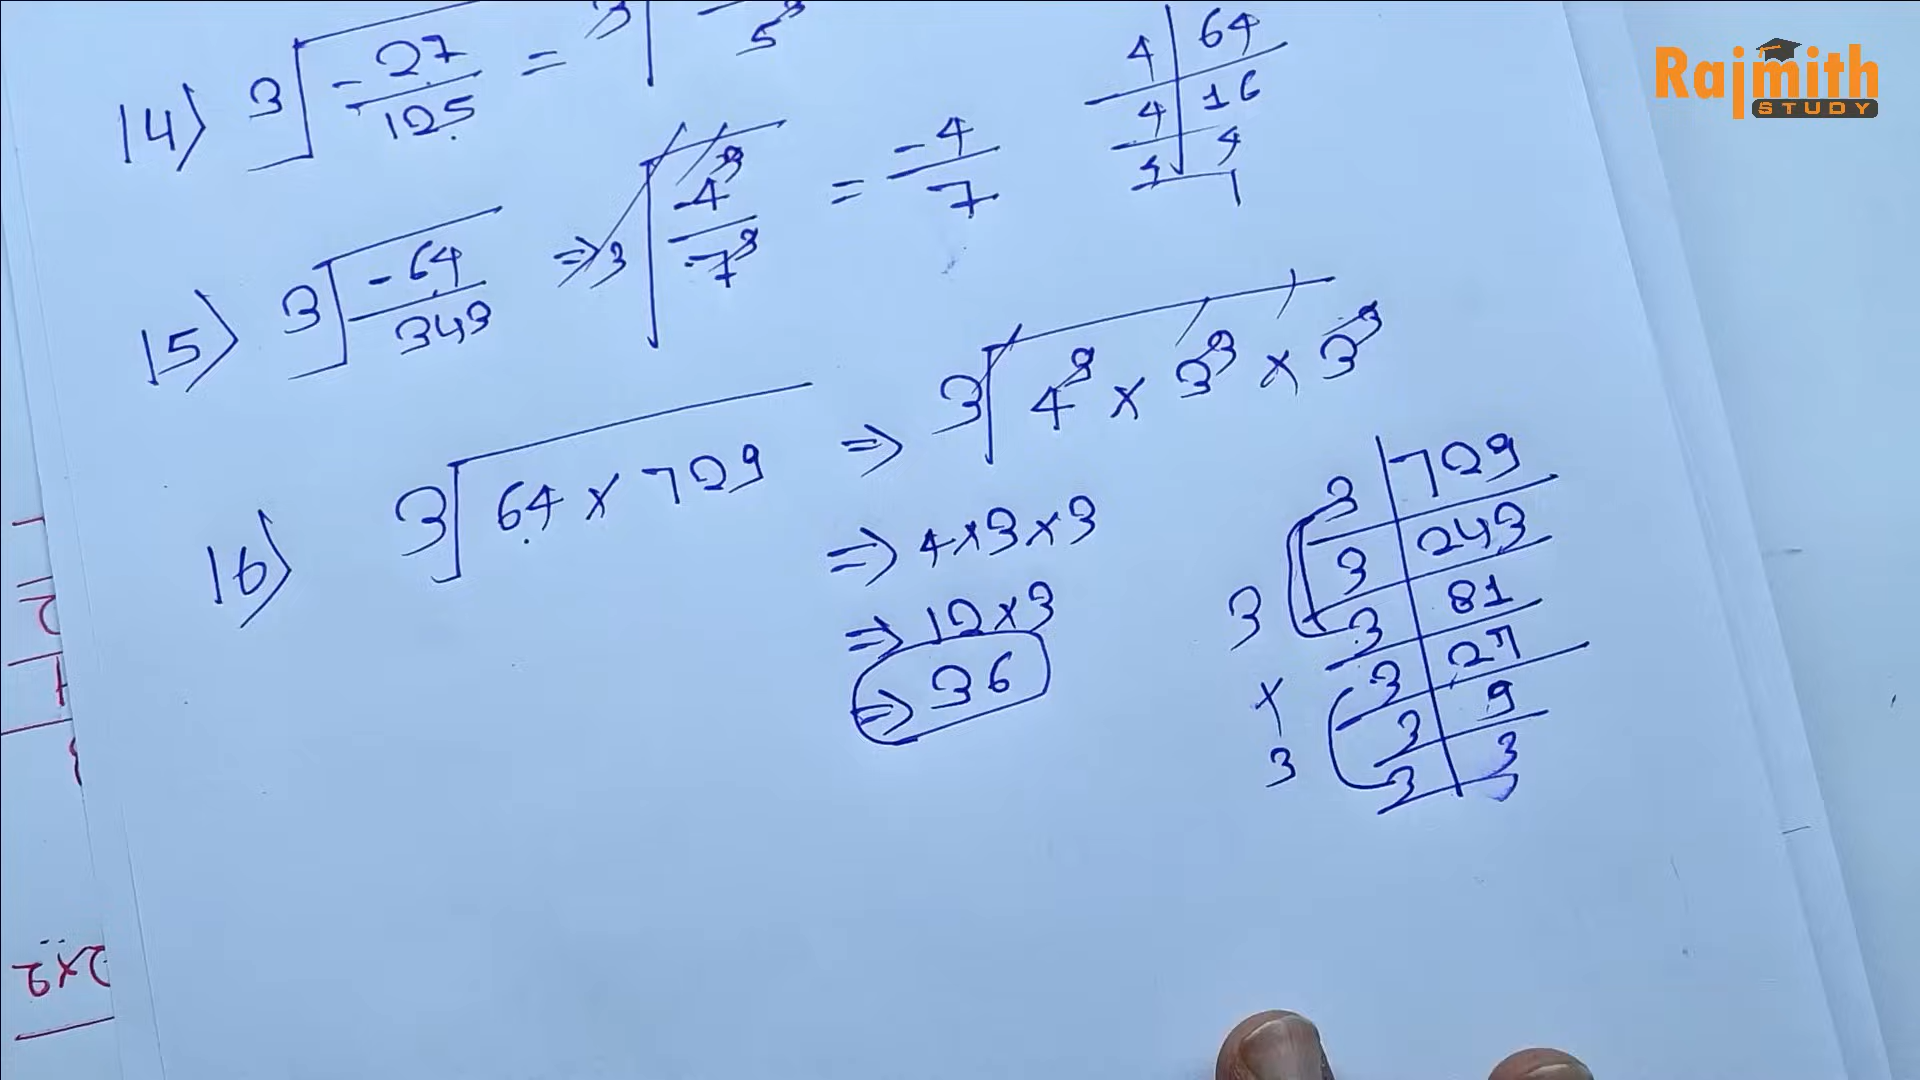 Rajmith
STUDY
14) 3√-27/125 = 3√ 5³
15) 3√-64/343 ⇒ 3√-4³/7³ = -4/7
4 | 64
4 | 16
4 | 4
1
16) 3√64 × 729 ⇒ 3√4³ × 3³ × 3³
⇒ 4×3×3
⇒ 12×3
⇒ 36
3 | 729
3 | 243
3 | 81
3 | 27
3 | 9
3 | 3
3
×
3